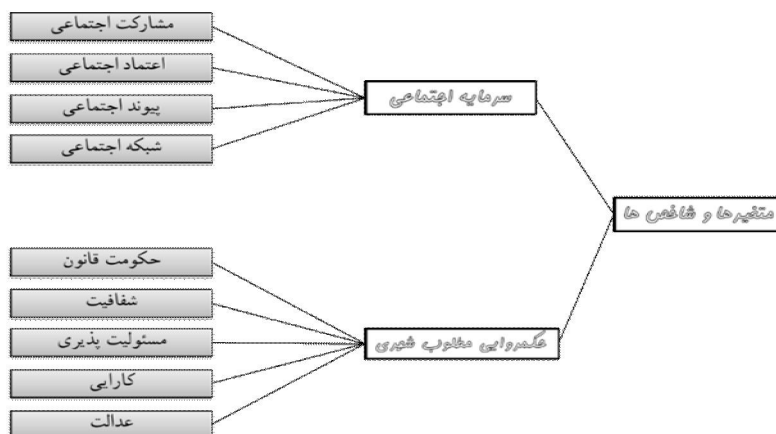 متغیرها و شاخص ها
سرمایه اجتماعی
مشارکت اجتماعی
اعتماد اجتماعی
پیوند اجتماعی
شبکه اجتماعی
حکمروایی مطلوب شهری
حکومت قانون
شفافیت
مسئولیت پذیری
کارایی
عدالت